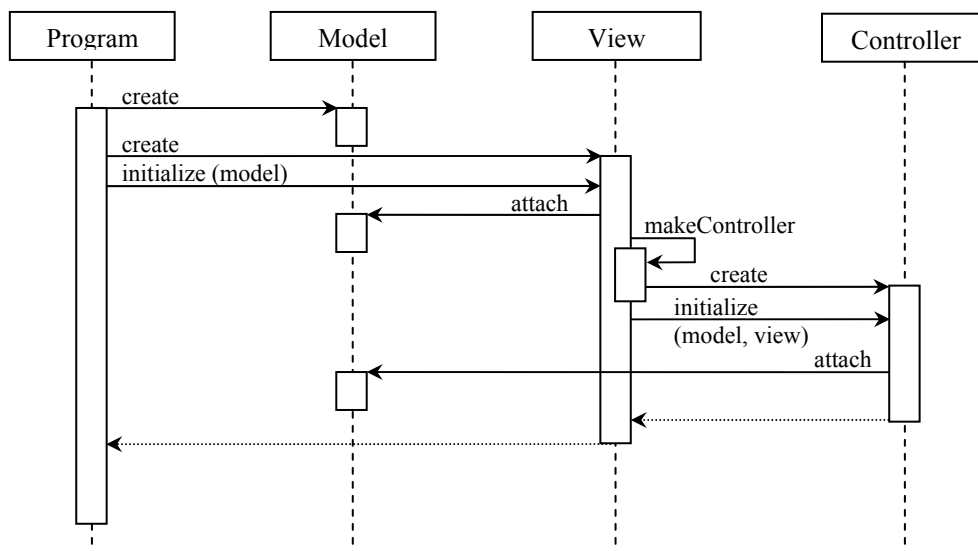 Program
Model
View
Controller
create
create
initialize (model)
attach
makeController
create
initialize
(model, view)
attach